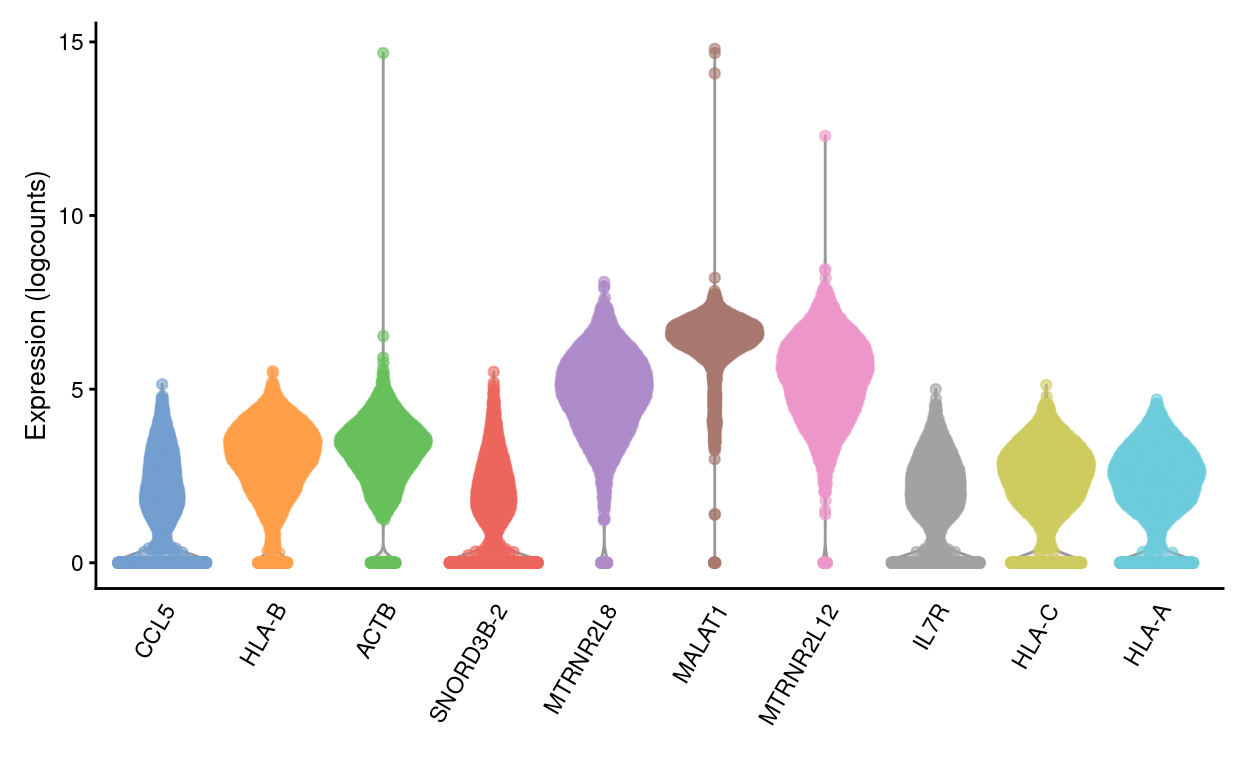 Expression (logcounts)
15
10
5
0
CCL5
HLA-B
ACTB
SNORD3B-2
MTRNR2L8
MALAT1
MTRNR2L12
IL7R
HLA-C
HLA-A